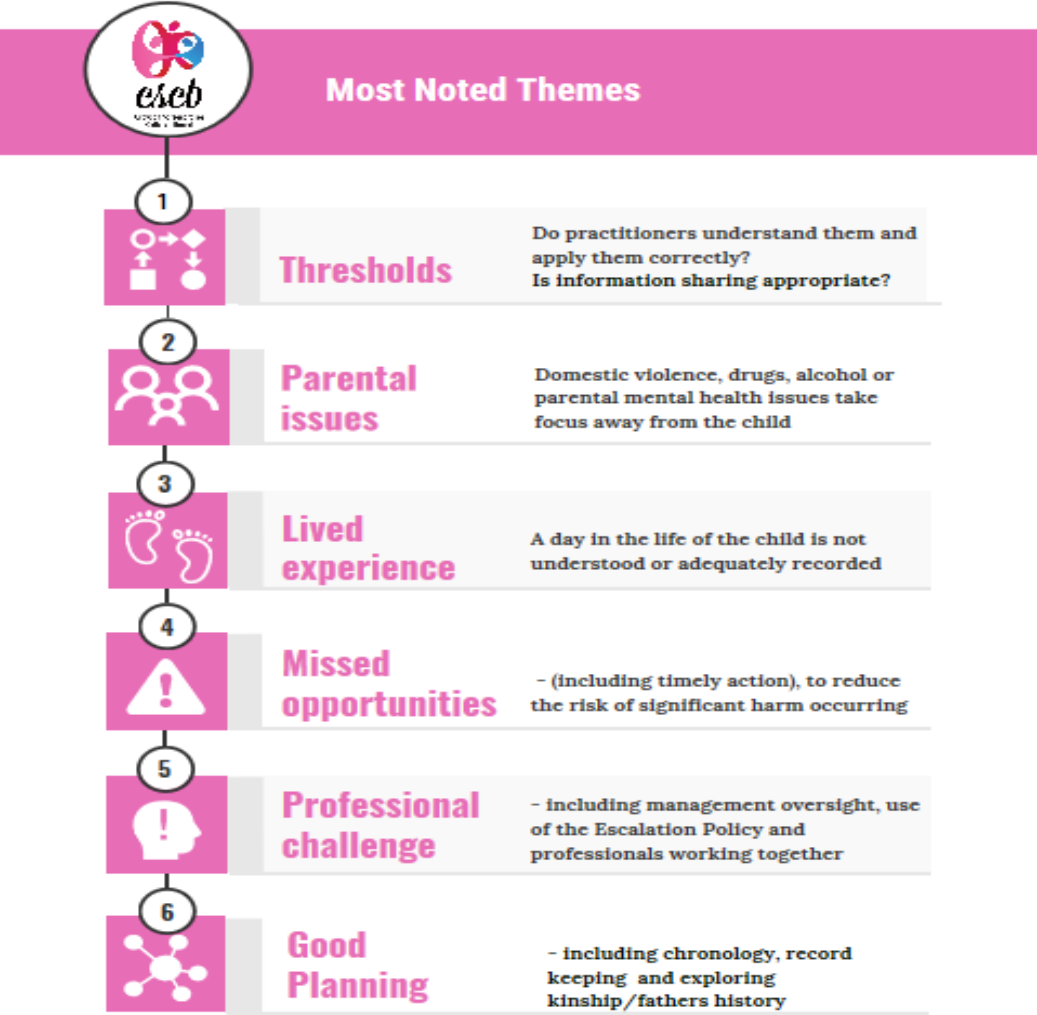 escb
Most Noted Themes
1
Thresholds
Do practitioners understand them and
apply them correctly?
Is information sharing appropriate?
2
Parental
issues
Domestic violence, drugs, alcohol or
parental mental health issues take
focus away from the child
3
Lived
experience
A day in the life of the child is not
understood or adequately recorded
4
Missed
opportunities
- (including timely action), to reduce
the risk of significant harm occurring
5
Professional
challenge
- including management oversight, use
of the Escalation Policy and
professionals working together
6
Good
Planning
- including chronology, record
keeping and exploring
kinship/fathers history